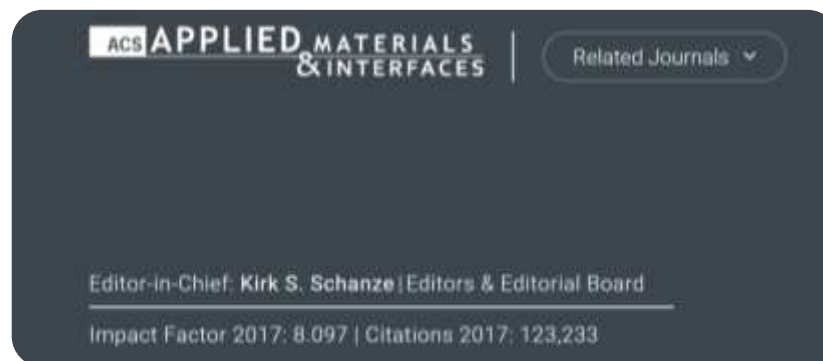 ACS APPLIED MATERIALS
& INTERFACES
Related Journals
Editor-in-Chief: Kirk S. Schanze | Editors & Editorial Board
Impact Factor 2017: 8.097 | Citations 2017: 123,233